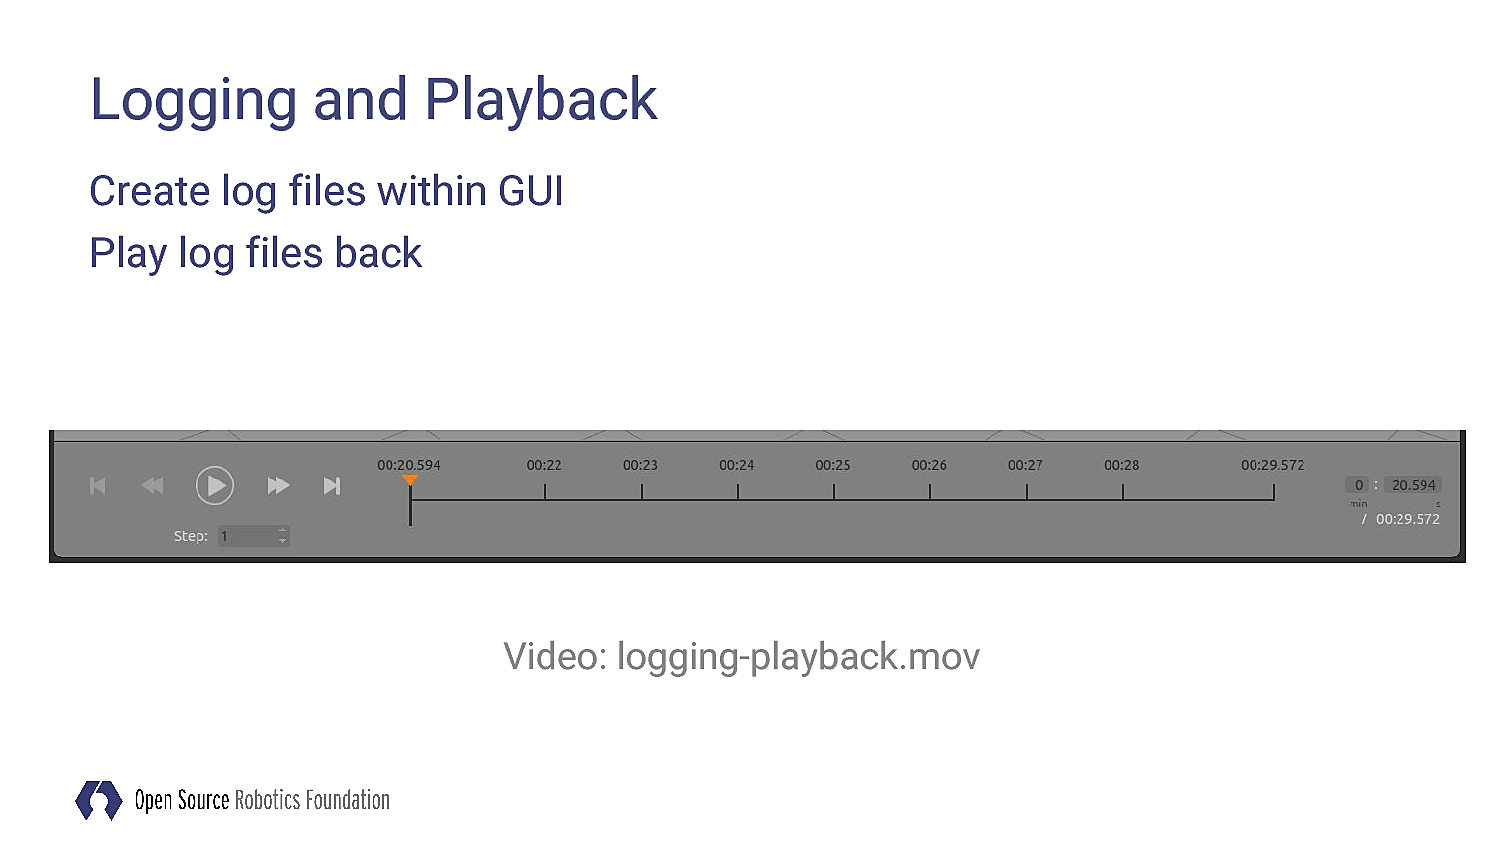 Logging and Playback
Create log files within GUI
Play log files back
00:20.594 00:22 00:23 00:24 00:25 00:26 00:27 00:28 00:29.572
0 : 20.594
min s
/ 00:29.572
Step: 1
Video: logging-playback.mov
Open Source Robotics Foundation